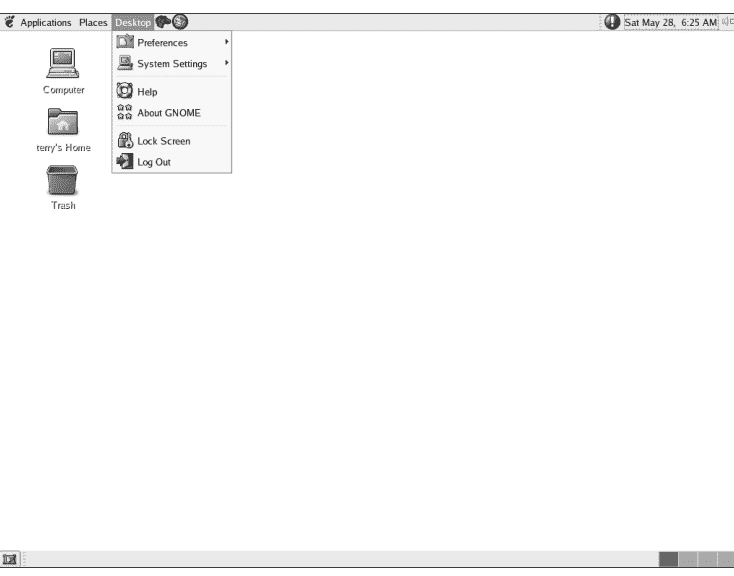 Applications Places Desktop
Sat May 28, 6:25 AM
Preferences
System Settings
Help
About GNOME
Lock Screen
Log Out
Computer
terry's Home
Trash